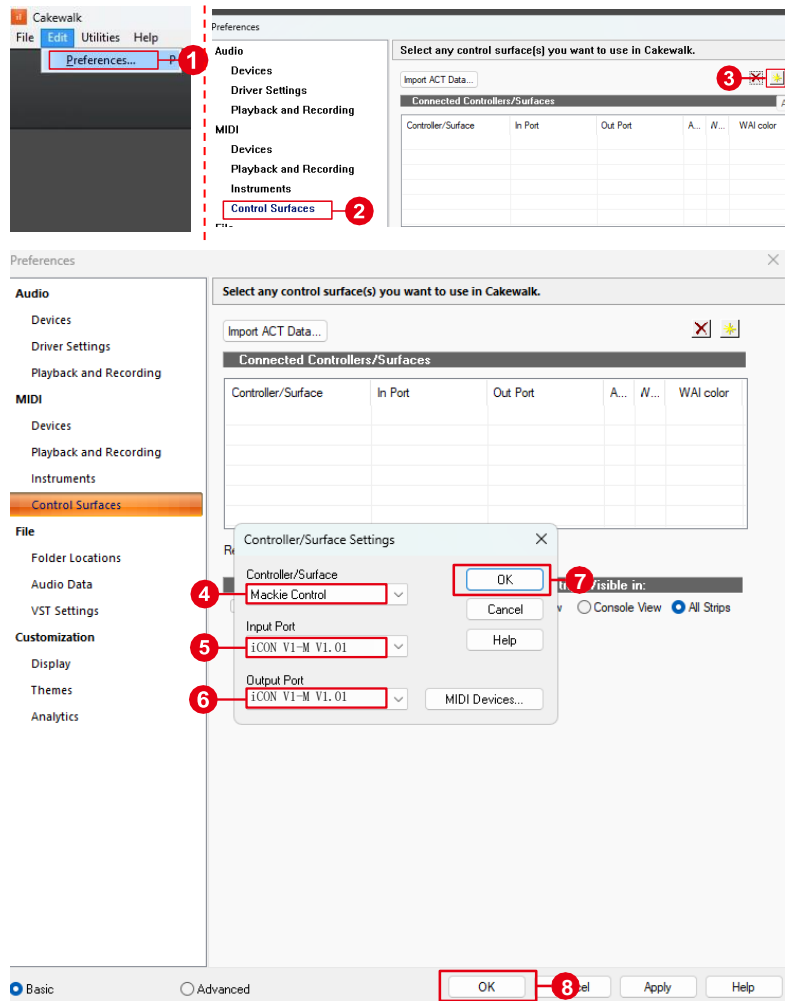 Cakewalk
File Edit Utilities Help
Preferences... P
1
Preferences
Audio
Devices
Driver Settings
Playback and Recording
MIDI
Devices
Playback and Recording
Instruments
Control Surfaces
2
Select any control surface(s) you want to use in Cakewalk.
Import ACT Data...
3
Connected Controllers/Surfaces
Controller/Surface In Port Out Port A... W... WAI color
Preferences
Audio
Devices
Driver Settings
Playback and Recording
MIDI
Devices
Playback and Recording
Instruments
Control Surfaces
File
Folder Locations
Audio Data
VST Settings
Customization
Display
Themes
Analytics
Select any control surface(s) you want to use in Cakewalk.
Import ACT Data...
Connected Controllers/Surfaces
Controller/Surface In Port Out Port A... W... WAI color
Controller/Surface Settings
Controller/Surface
4 Mackie Control
Input Port
5 iCON V1-M V1.01
Output Port
6 iCON V1-M V1.01
OK 7
Cancel
Help
MIDI Devices...
Visible in:
Console View All Strips
Basic Advanced OK 8 Apply Help